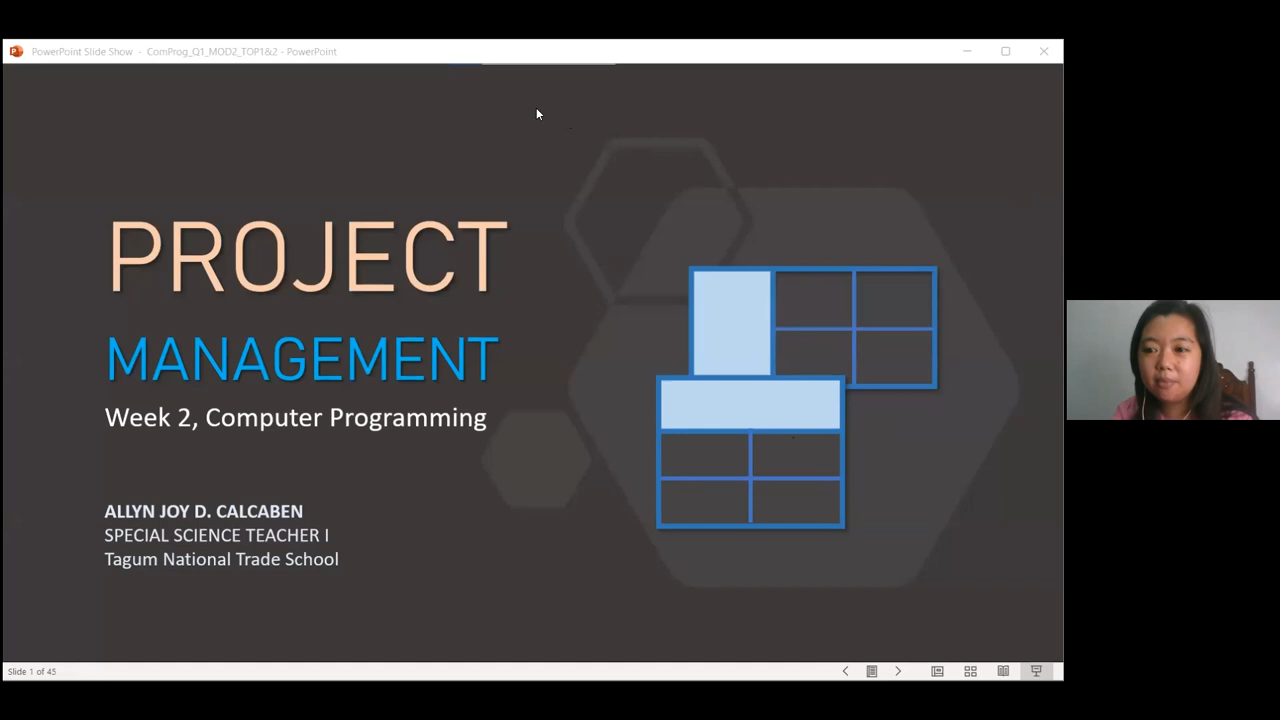 PowerPoint Slide Show - ComProg_Q1_MOD2_TOP1&2 - PowerPoint
PROJECT
MANAGEMENT
Week 2, Computer Programming
ALLYN JOY D. CALCABEN
SPECIAL SCIENCE TEACHER I
Tagum National Trade School
Slide 1 of 45